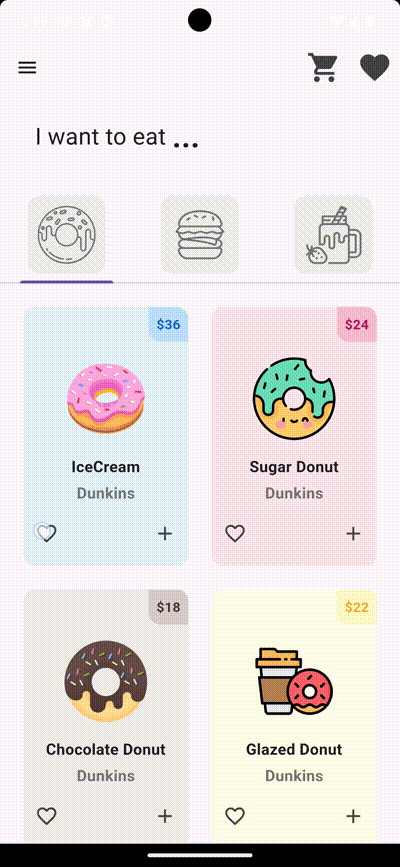 I want to eat ...
$36
$24
IceCream
Sugar Donut
Dunkins
Dunkins
$18
$22
Chocolate Donut
Glazed Donut
Dunkins
Dunkins